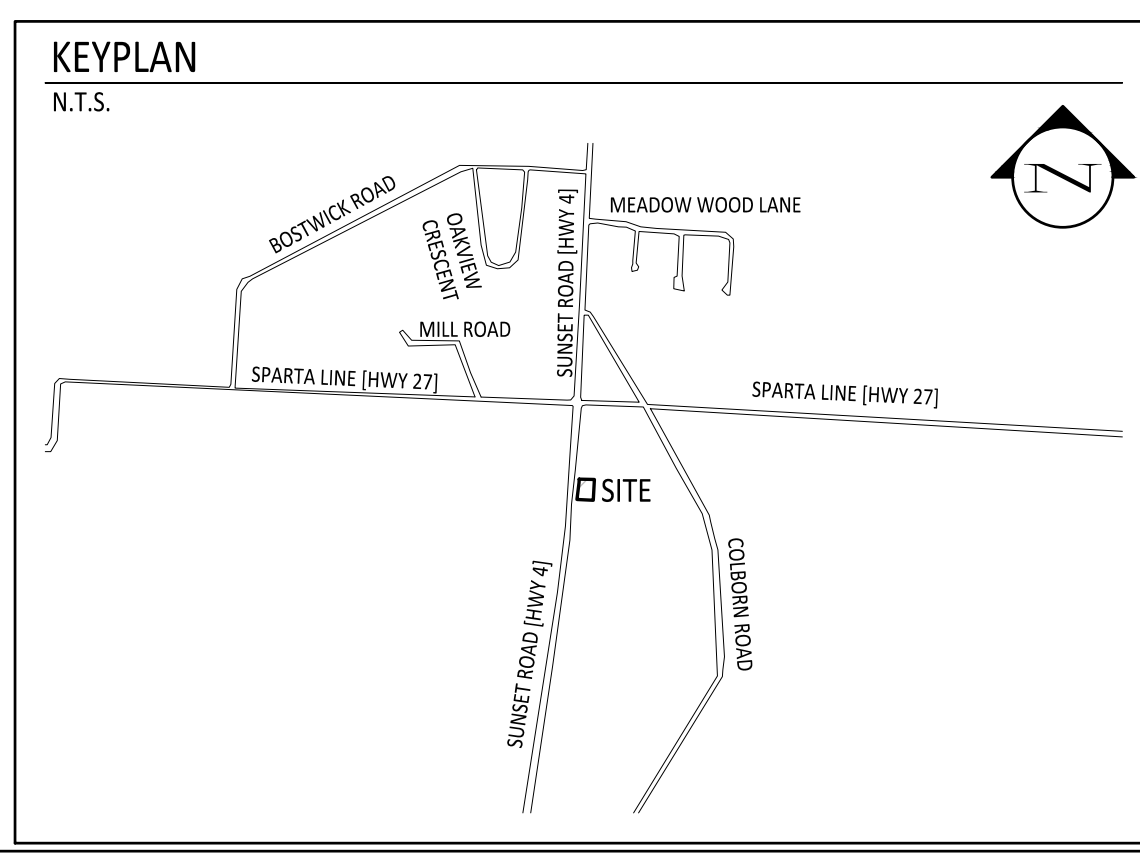 KEYPLAN
N.T.S.
N
BOSTWICK ROAD
OAKVIEW
CRESCENT
SUNSET ROAD [HWY 4]
MEADOW WOOD LANE
MILL ROAD
SPARTA LINE [HWY 27]
SPARTA LINE [HWY 27]
SITE
SUNSET ROAD [HWY 4]
COLBORN ROAD